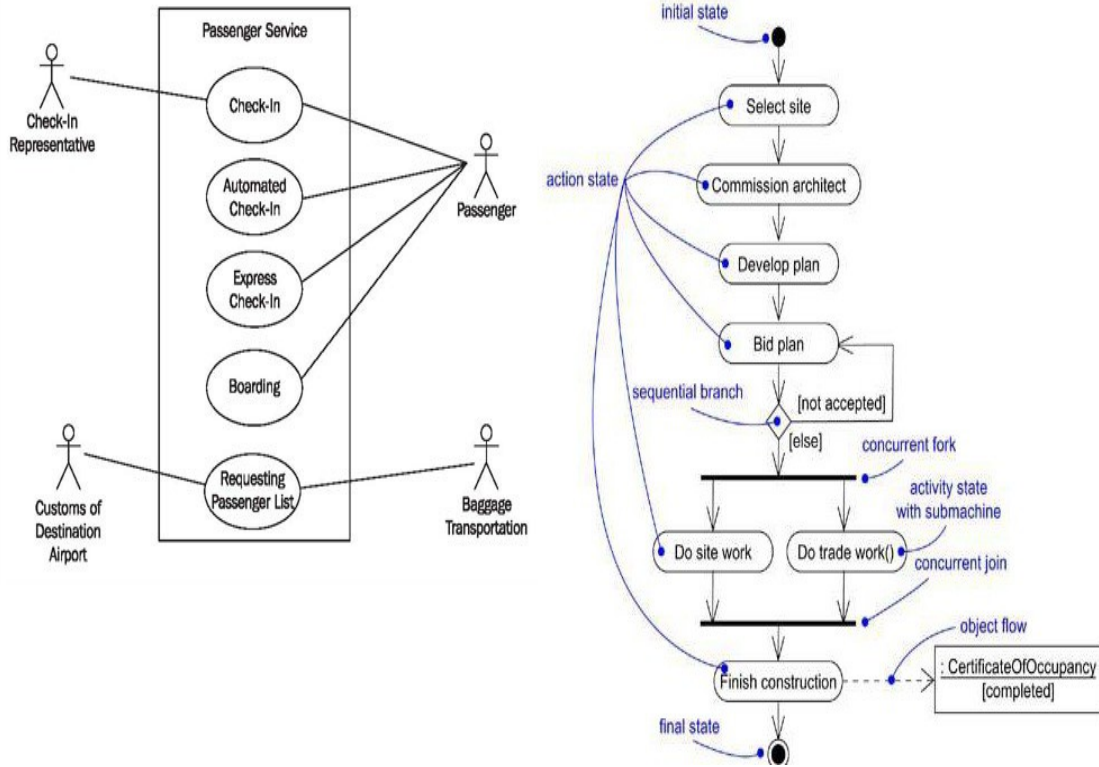 Passenger Service
Check-In
Representative
Check-In
Automated
Check-In
Express
Check-In
Boarding
Requesting
Passenger List
Passenger
Customs of
Destination
Airport
Baggage
Transportation
initial state
Select site
action state
Commission architect
Develop plan
Bid plan
sequential branch
[not accepted]
[else]
concurrent fork
activity state
with submachine
Do site work
Do trade work()
concurrent join
object flow
Finish construction
: CertificateOfOccupancy
[completed]
final state